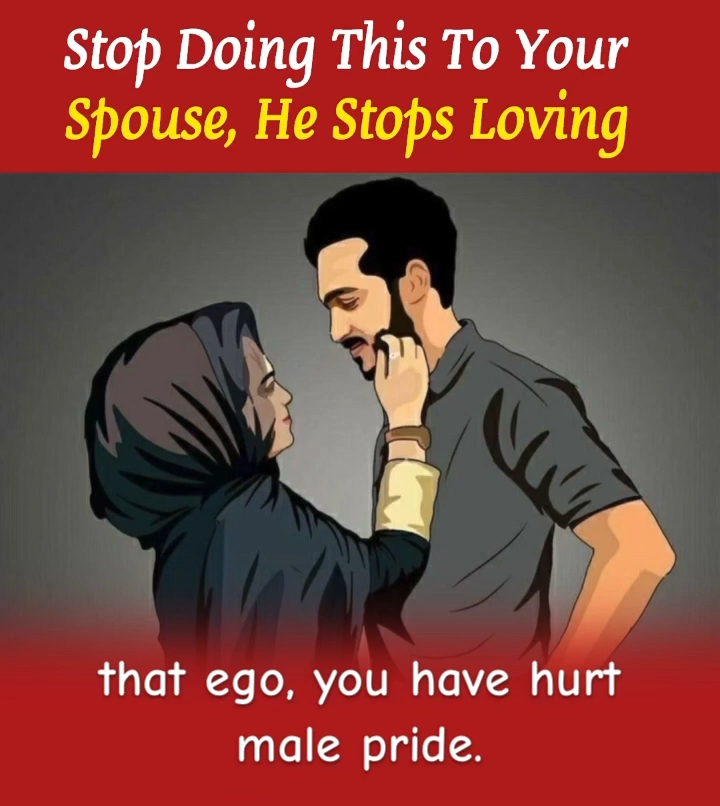 Stop Doing This To Your
Spouse, He Stops Loving
that ego, you have hurt
male pride.